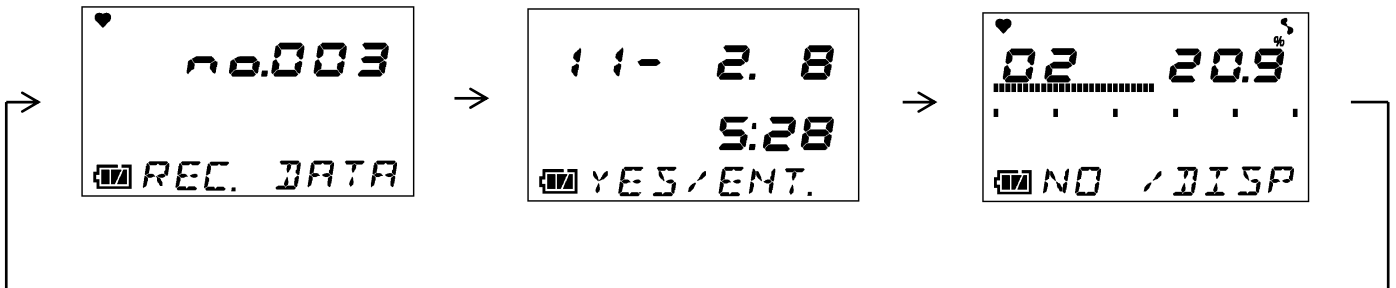 no.003
REC. DATA
11- 2. 8
5:28
YES/ENT.
%
O2 20.9
NO /DISP